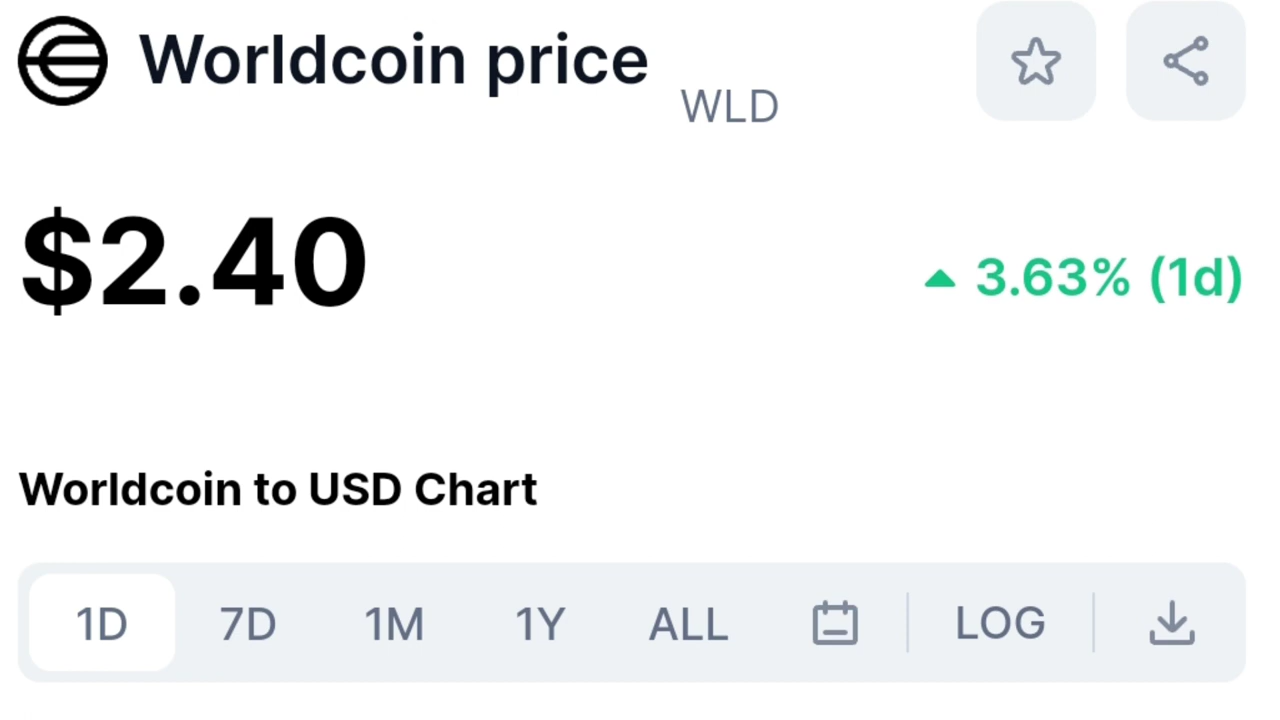 Worldcoin price WLD
$2.40
3.63% (1d)
Worldcoin to USD Chart
1D 7D 1M 1Y ALL LOG